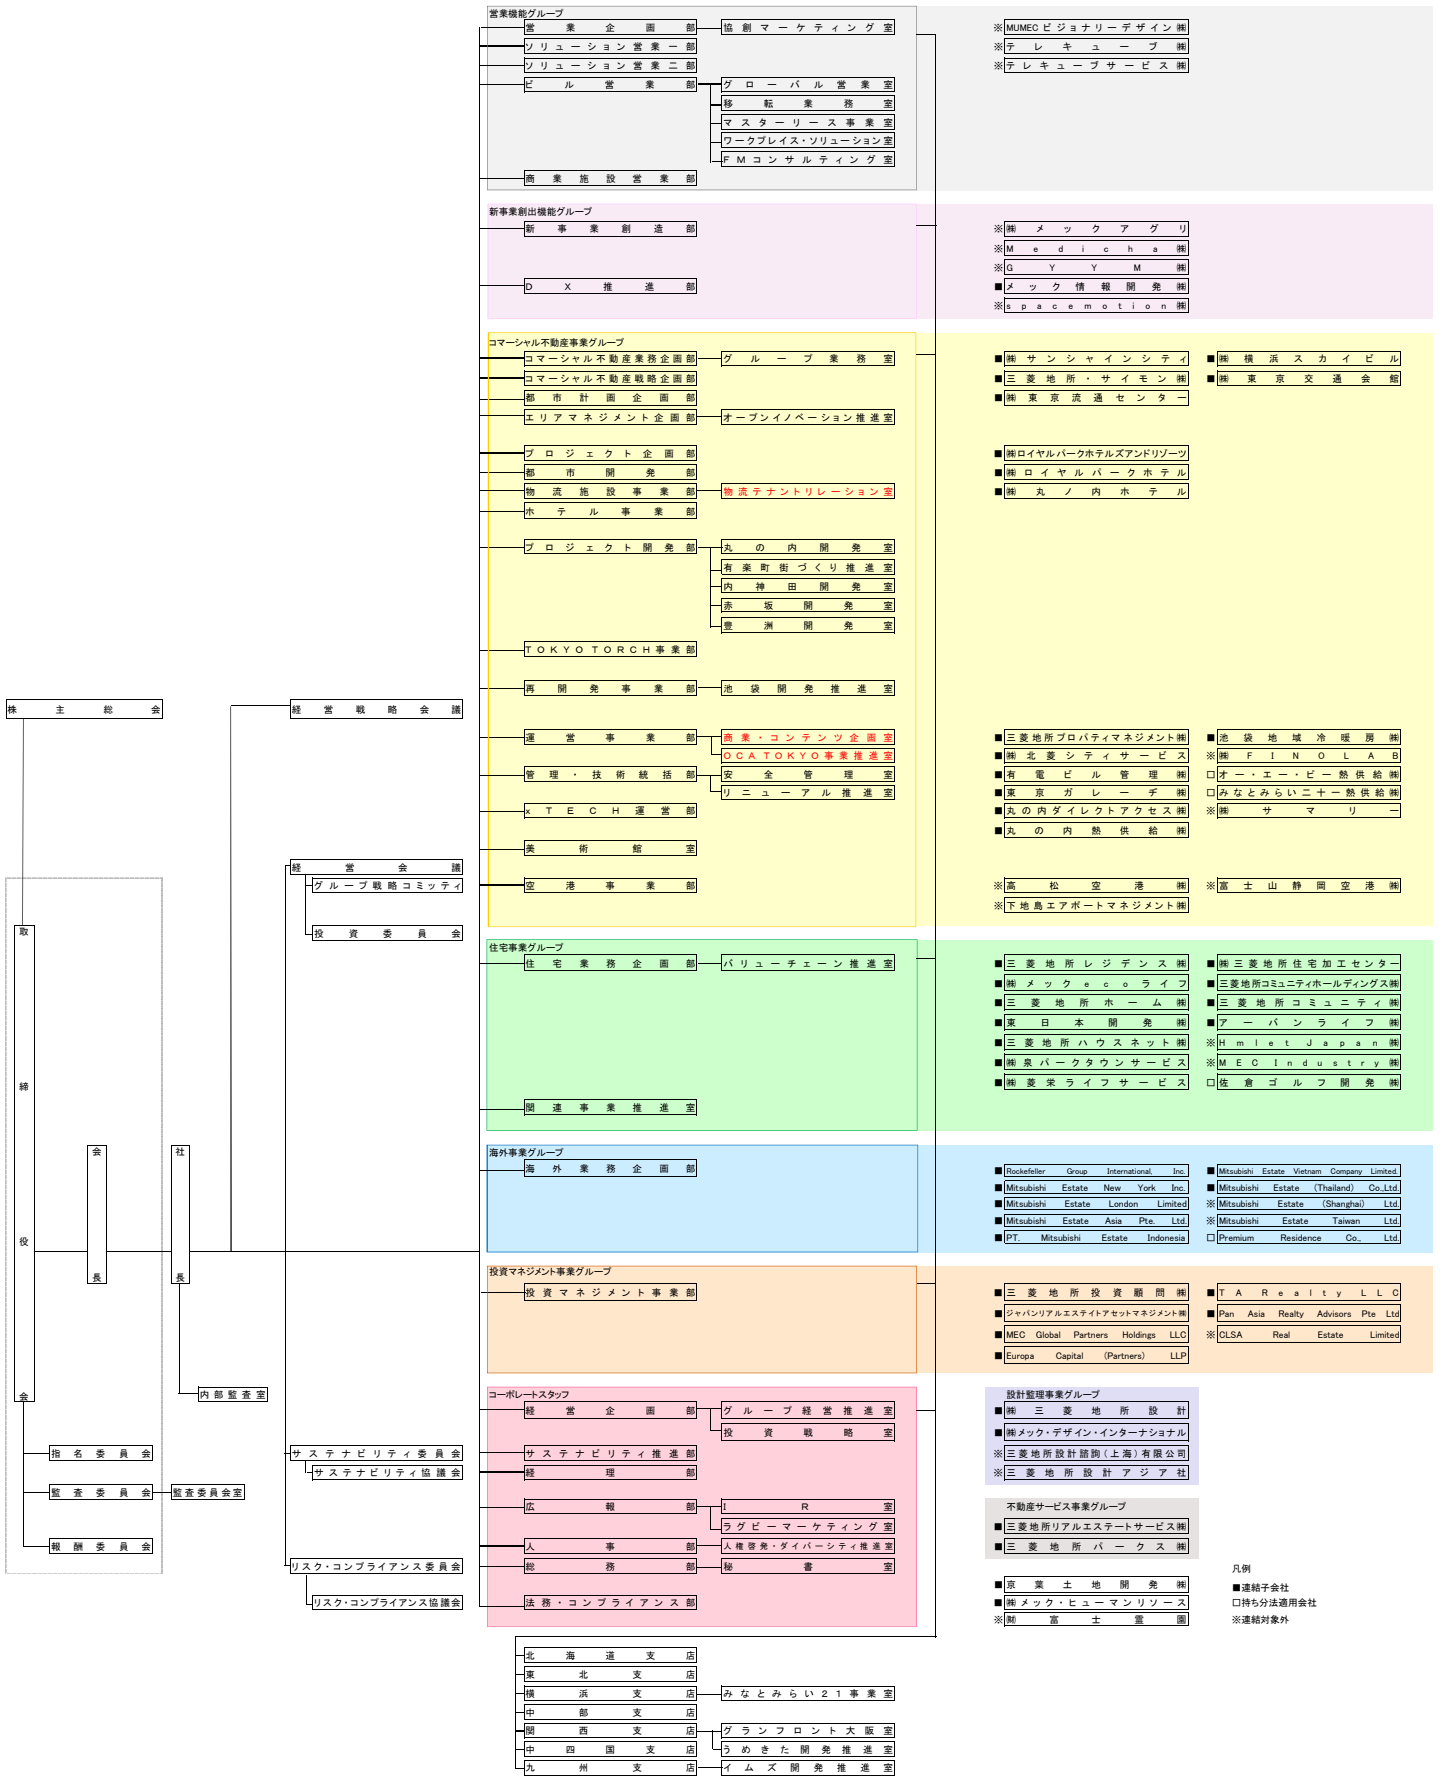 株主総会
取締役会
会長
社長
内部監査室
指名委員会
監査委員会
監査委員会室
報酬委員会
経営戦略会議
経営会議
グループ戦略コミッティ
投資委員会
サステナビリティ委員会
サステナビリティ協議会
リスク・コンプライアンス委員会
リスク・コンプライアンス協議会
営業機能グループ
営業企画部
協創マーケティング室
ソリューション営業一部
ソリューション営業二部
ビル営業部
グローバル営業室
移転業務室
マスターリース事業室
ワークプレイス・ソリューション室
FMコンサルティング室
商業施設営業部
※MUMECビジョナリーデザイン㈱
※テレキューブ㈱
※テレキューブサービス㈱
新事業創出機能グループ
新事業創造部
DX推進部
※㈱メックアグリ
※Medicha㈱
※GYYM㈱
■メック情報開発㈱
※spacemotion㈱
コマーシャル不動産事業グループ
コマーシャル不動産業務企画部
グループ業務室
コマーシャル不動産戦略企画部
都市計画企画部
エリアマネジメント企画部
オープンイノベーション推進室
プロジェクト企画部
都市開発部
物流施設事業部
物流テナントリレーション室
ホテル事業部
プロジェクト開発部
丸の内開発室
有楽町街づくり推進室
内神田開発室
赤坂開発室
豊洲開発室
TOKYO TORCH事業部
再開発事業部
池袋開発推進室
運営事業部
商業・コンテンツ企画室
OCA TOKYO事業推進室
管理・技術統括部
安全管理室
リニューアル推進室
xTECH運営部
美術館室
空港事業部
■㈱サンシャインシティ
■㈱横浜スカイビル
■三菱地所・サイモン㈱
■㈱東京交通会館
■㈱東京流通センター
■㈱ロイヤルパークホテルズアンドリゾーツ
■㈱ロイヤルパークホテル
■㈱丸ノ内ホテル
■三菱地所プロパティマネジメント㈱
■池袋地域冷暖房㈱
■㈱北菱シティサービス
※㈱FINOLAB
■有電ビル管理㈱
□オー・エー・ピー熱供給㈱
■東京ガレーヂ㈱
□みなとみらい二十一熱供給㈱
■丸の内ダイレクトアクセス㈱
※㈱サマリー
■丸の内熱供給㈱
※高松空港㈱
※富士山静岡空港㈱
※下地島エアポートマネジメント㈱
住宅事業グループ
住宅業務企画部
バリューチェーン推進室
関連事業推進室
■三菱地所レジデンス㈱
■㈱三菱地所住宅加工センター
■㈱メックecoライフ
■三菱地所コミュニティホールディングス㈱
■三菱地所ホーム㈱
■三菱地所コミュニティ㈱
■東日本開発㈱
■アーバンライフ㈱
■三菱地所ハウスネット㈱
※Hmlet Japan㈱
■㈱泉パークタウンサービス
※MEC Industry㈱
■㈱菱栄ライフサービス
□佐倉ゴルフ開発㈱
海外事業グループ
海外業務企画部
■Rockefeller Group International, Inc.
■Mitsubishi Estate Vietnam Company Limited.
■Mitsubishi Estate New York Inc.
■Mitsubishi Estate (Thailand) Co.,Ltd.
■Mitsubishi Estate London Limited
※Mitsubishi Estate (Shanghai) Ltd.
■Mitsubishi Estate Asia Pte. Ltd.
※Mitsubishi Estate Taiwan Ltd.
■PT. Mitsubishi Estate Indonesia
□Premium Residence Co., Ltd.
投資マネジメント事業グループ
投資マネジメント事業部
■三菱地所投資顧問㈱
■TA Realty LLC
■ジャパンリアルエステイトアセットマネジメント㈱
■Pan Asia Realty Advisors Pte Ltd
■MEC Global Partners Holdings LLC
※CLSA Real Estate Limited
■Europa Capital (Partners) LLP
コーポレートスタッフ
経営企画部
グループ経営推進室
投資戦略室
サステナビリティ推進部
経理部
広報部
IR室
ラグビーマーケティング室
人事部
人権啓発・ダイバーシティ推進室
総務部
秘書室
法務・コンプライアンス部
設計監理事業グループ
■㈱三菱地所設計
■㈱メック・デザイン・インターナショナル
※三菱地所設計諮詢(上海)有限公司
※三菱地所設計アジア社
不動産サービス事業グループ
■三菱地所リアルエステートサービス㈱
■三菱地所パークス㈱
■京葉土地開発㈱
■㈱メック・ヒューマンリソース
※㈶富士霊園
凡例
■連結子会社
□持ち分法適用会社
※連結対象外
北海道支店
東北支店
横浜支店
みなとみらい21事業室
中部支店
関西支店
グランフロント大阪室
うめきた開発推進室
中四国支店
九州支店
イムズ開発推進室